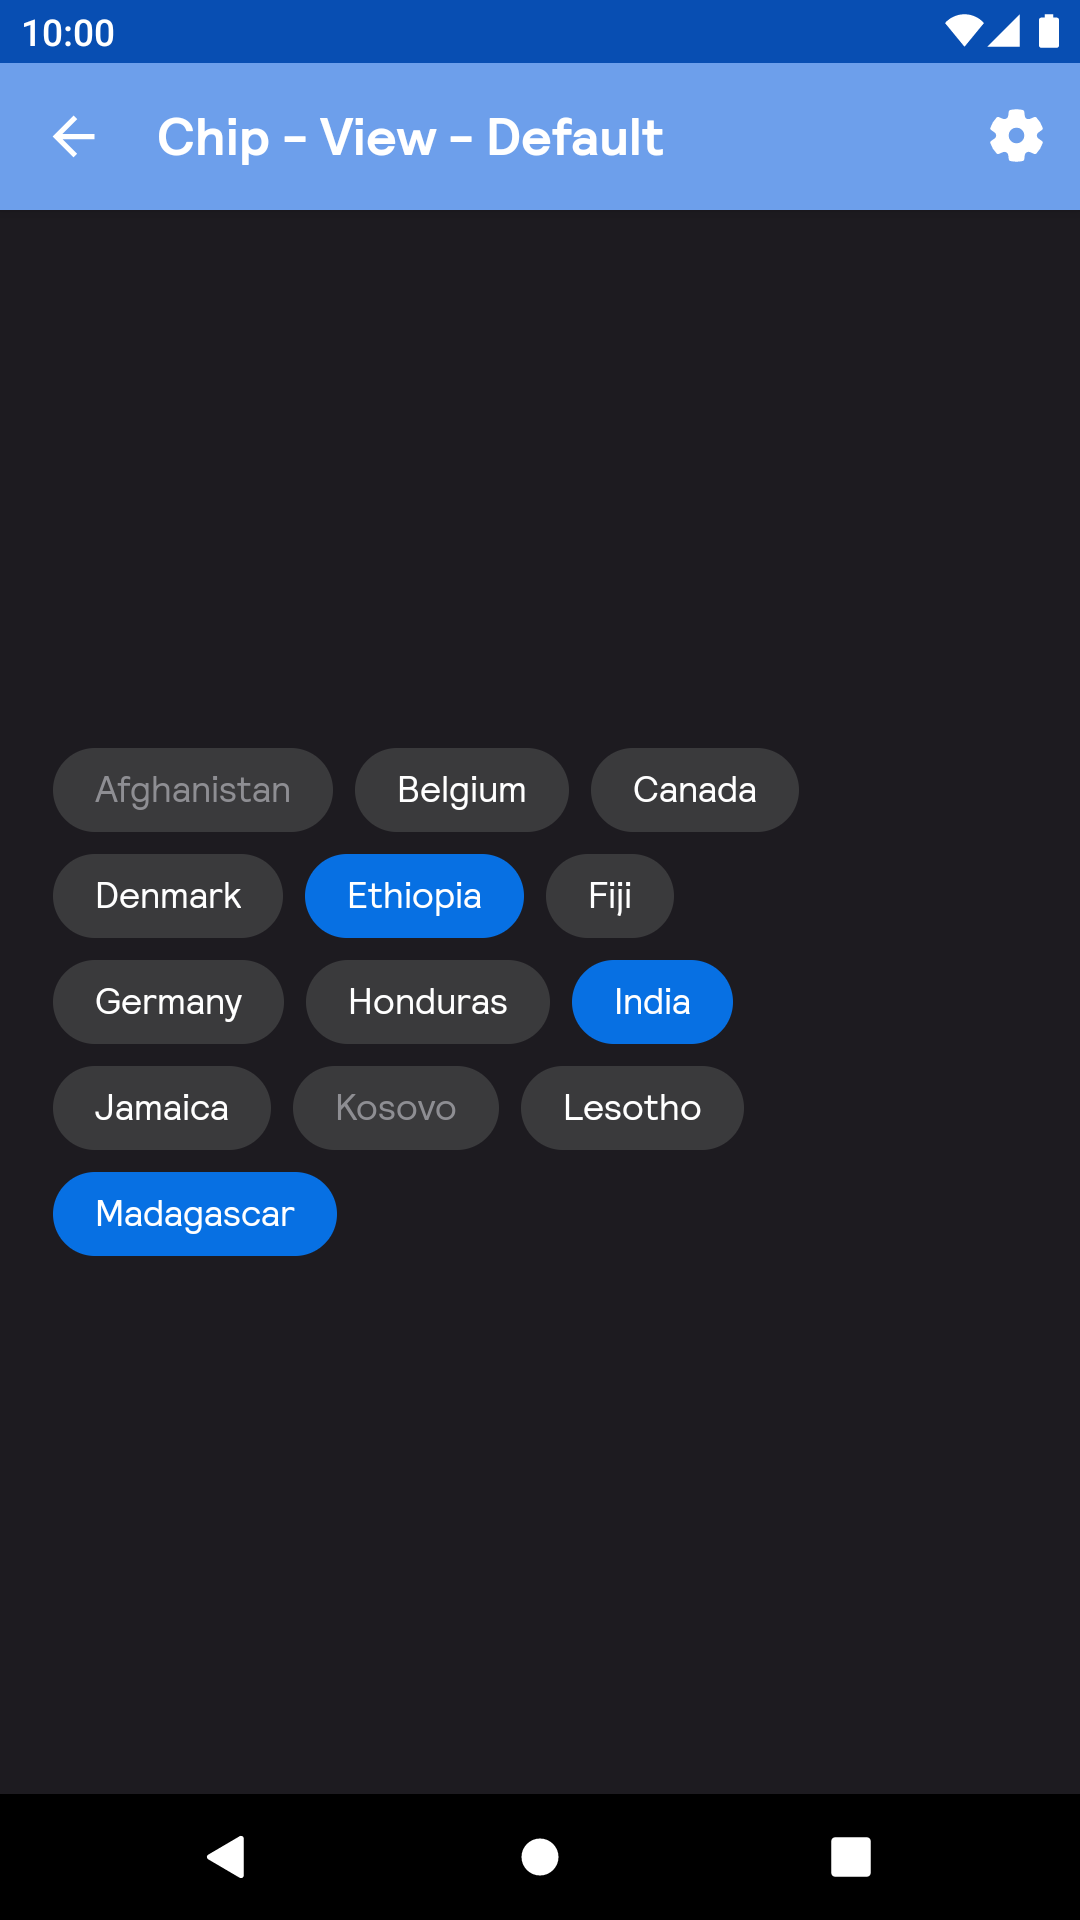 10:00
Chip - View - Default
Afghanistan Belgium Canada
Denmark Ethiopia Fiji
Germany Honduras India
Jamaica Kosovo Lesotho
Madagascar